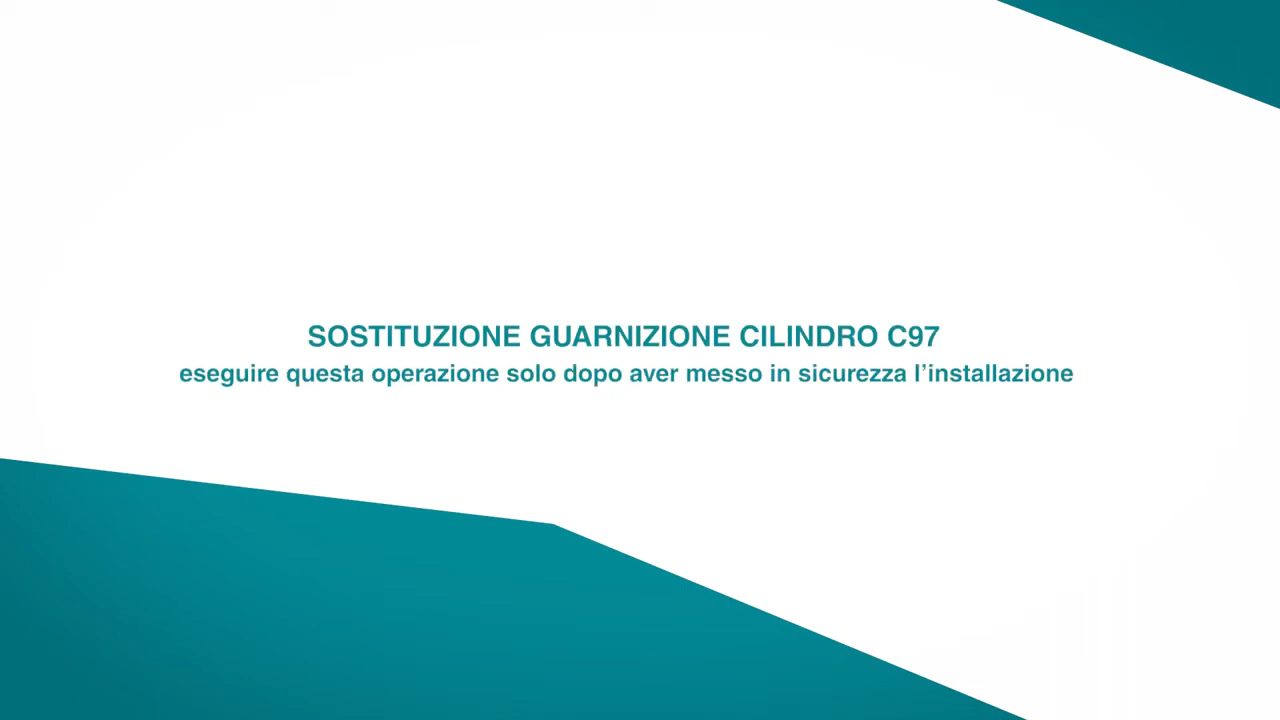 SOSTITUZIONE GUARNIZIONE CILINDRO C97
eseguire questa operazione solo dopo aver messo in sicurezza l’installazione